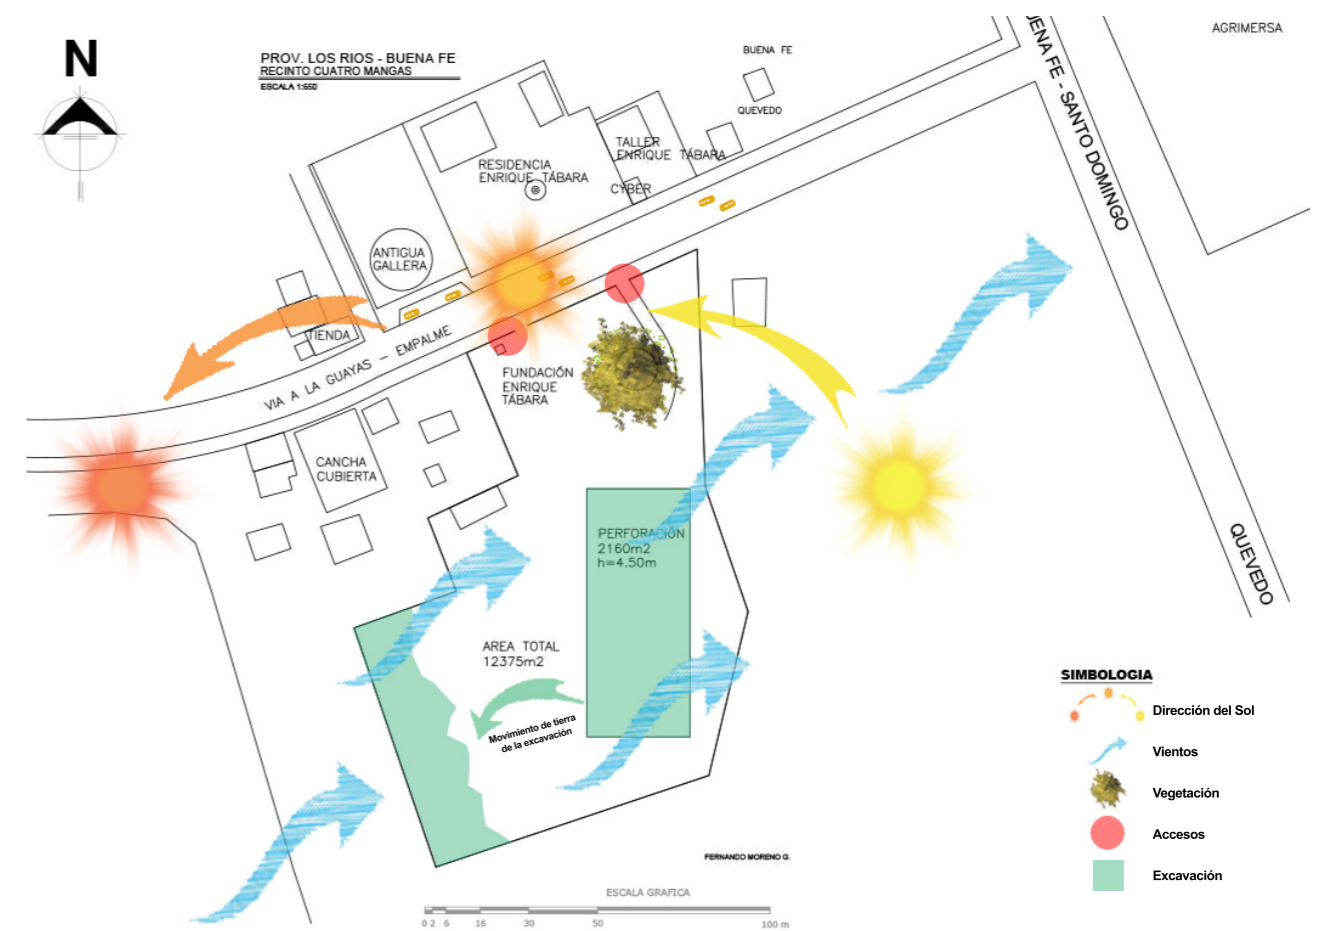 N
PROV. LOS RIOS - BUENA FE
RECINTO CUATRO MANGAS
ESCALA 1:550
BUENA FE
QUEVEDO
AGRIMERSA
BUENA FE - SANTO DOMINGO
QUEVEDO
TALLER
ENRIQUE TÁBARA
RESIDENCIA
ENRIQUE TÁBARA
CYBER
ANTIGUA
GALLERA
TIENDA
VIA A LA GUAYAS - EMPALME
FUNDACIÓN
ENRIQUE
TÁBARA
CANCHA
CUBIERTA
PERFORACIÓN
2160m2
h=4.50m
AREA TOTAL
12375m2
Movimiento de tierra
de la excavación
SIMBOLOGIA
Dirección del Sol
Vientos
Vegetación
Accesos
Excavación
FERNANDO MORENO G.
ESCALA GRAFICA
0 2 6 16 30 50 100 m